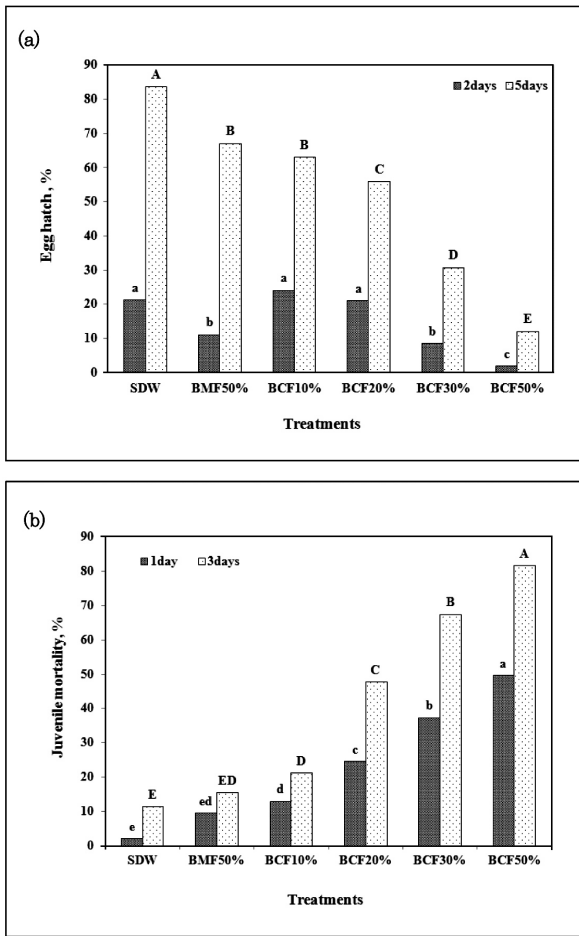 (a)
90
80
70
60
50
40
30
20
10
0
Egg hatch , %
2days 5days
a A
b B
a B
a C
b D
c E
SDW BMF50% BCF10% BCF20% BCF30% BCF50%
Treatments
(b)
90
80
70
60
50
40
30
20
10
0
Juvenile mortality, %
1day 3days
e E
ed ED
d D
c C
b B
a A
SDW BMF50% BCF10% BCF20% BCF30% BCF50%
Treatments